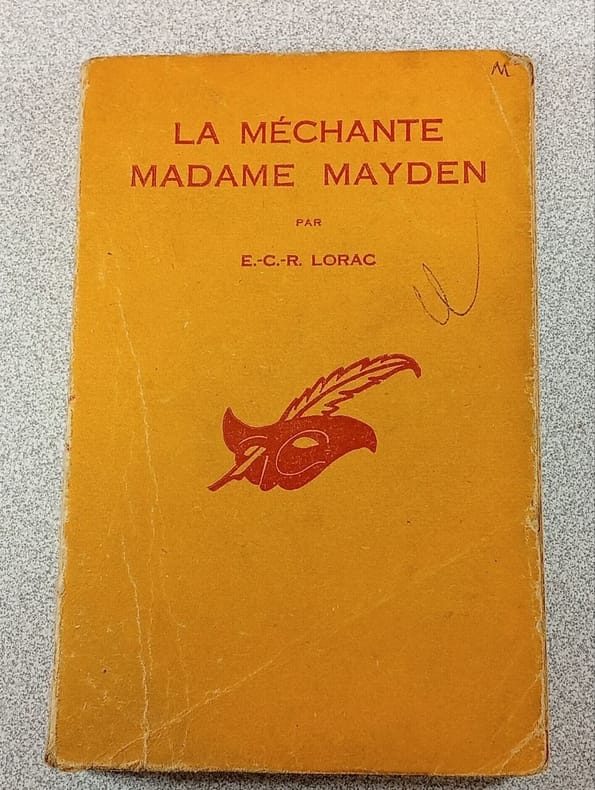 M
LA MÉCHANTE
MADAME MAYDEN
PAR
E.-C.-R. LORAC